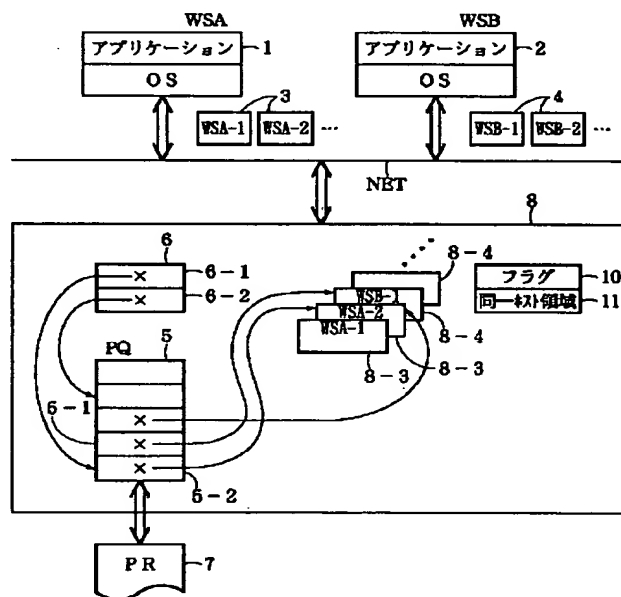 WSA
WSB
アプリケーション
1
アプリケーション
2
OS
OS
3
4
WSA-1
WSA-2
…
WSB-1
WSB-2
…
NET
8
6
6-1
6-2
8-4
フラグ
10
同一ホスト領域
11
WSB-1
WSA-2
WSA-1
8-4
8-3
8-3
PQ
5
5-1
5-2
PR
7